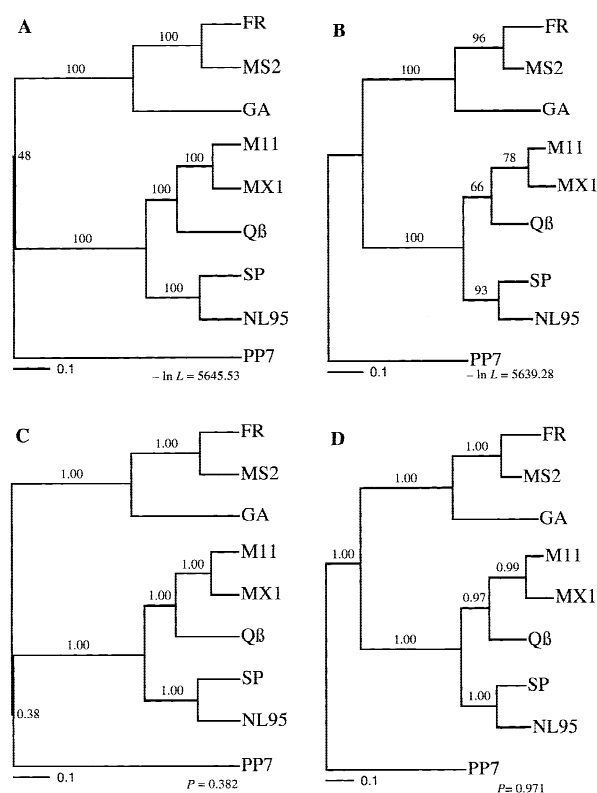 A
FR
100
100
MS2
GA
48
M11
100
100
MX1
Qß
100
SP
100
NL95
PP7
0.1
– ln L = 5645.53
B
FR
96
100
MS2
GA
M11
78
66
MX1
Qß
100
SP
93
NL95
PP7
0.1
– ln L = 5639.28
C
FR
1.00
1.00
MS2
GA
M11
1.00
1.00
MX1
Qß
1.00
SP
1.00
NL95
0.38
PP7
0.1
P = 0.382
D
FR
1.00
1.00
MS2
GA
1.00
M11
0.99
0.97
MX1
Qß
1.00
SP
1.00
NL95
PP7
0.1
P= 0.971